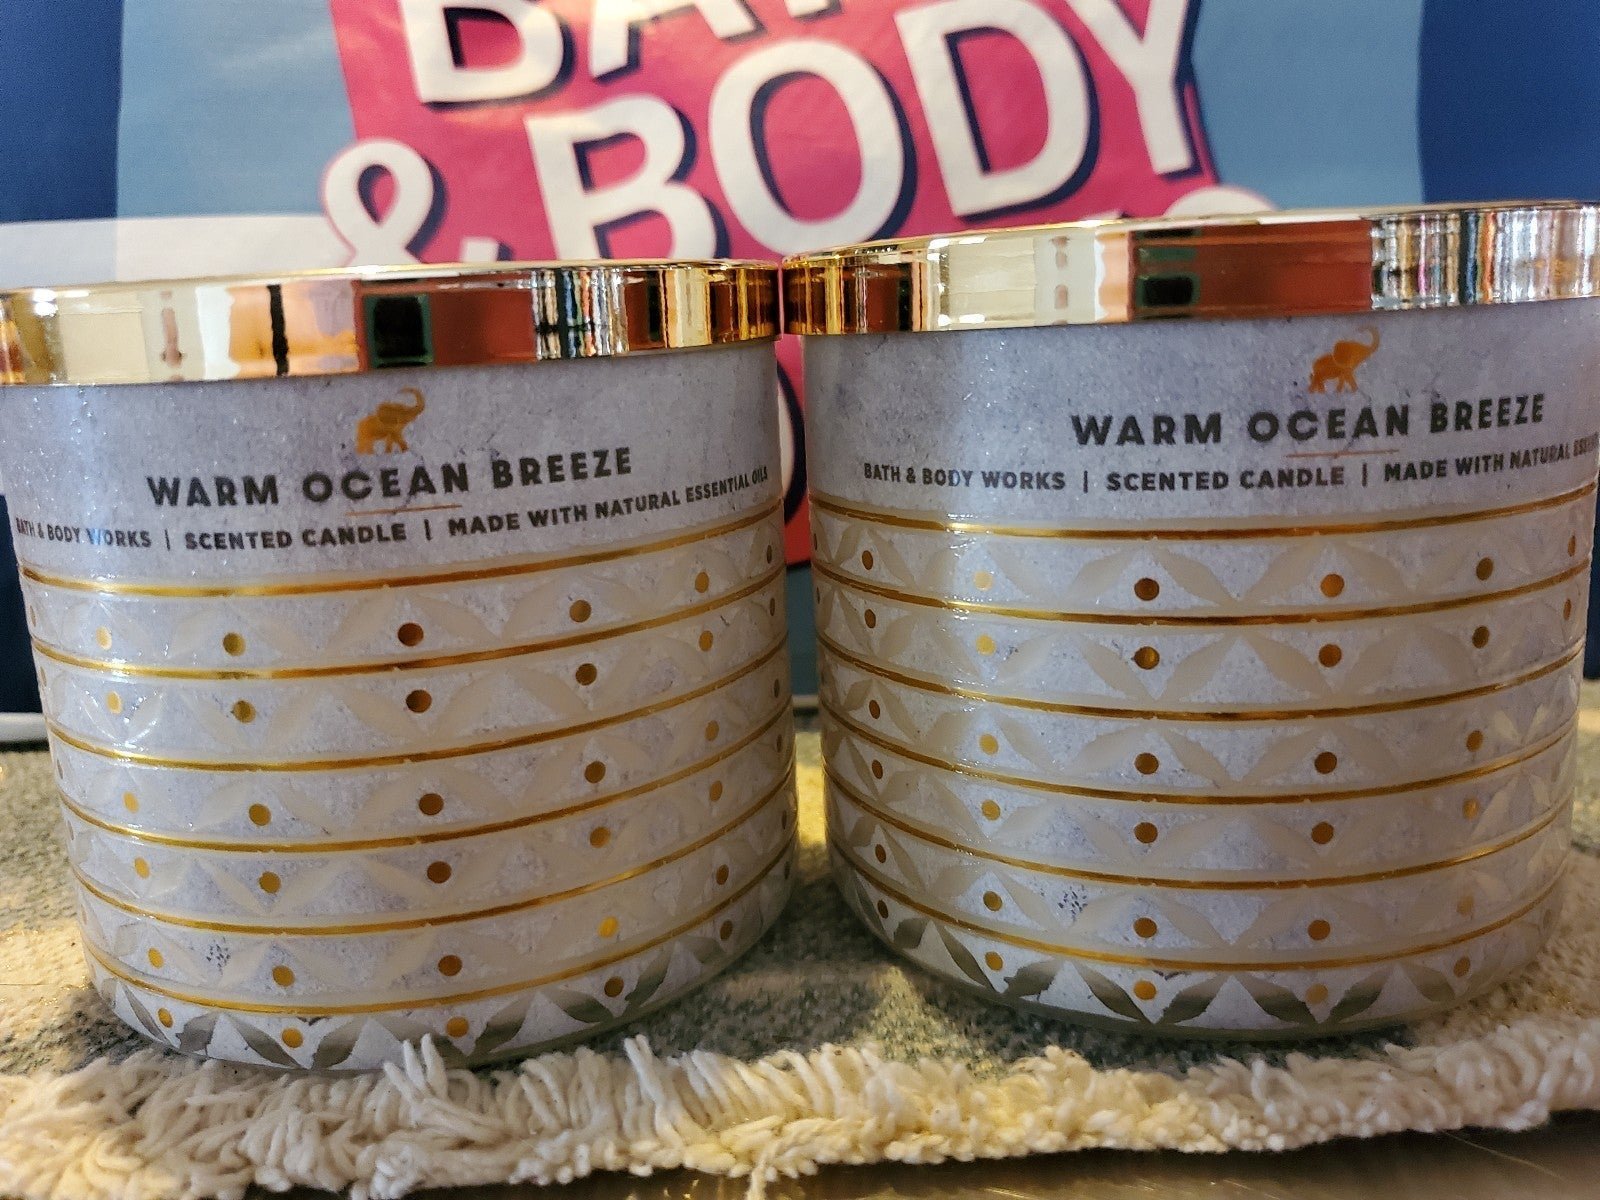 & BODY
WARM OCEAN BREEZE
BATH & BODY WORKS | SCENTED CANDLE | MADE WITH NATURAL ESSENTIAL OILS
WARM OCEAN BREEZE
BATH & BODY WORKS | SCENTED CANDLE | MADE WITH NATURAL